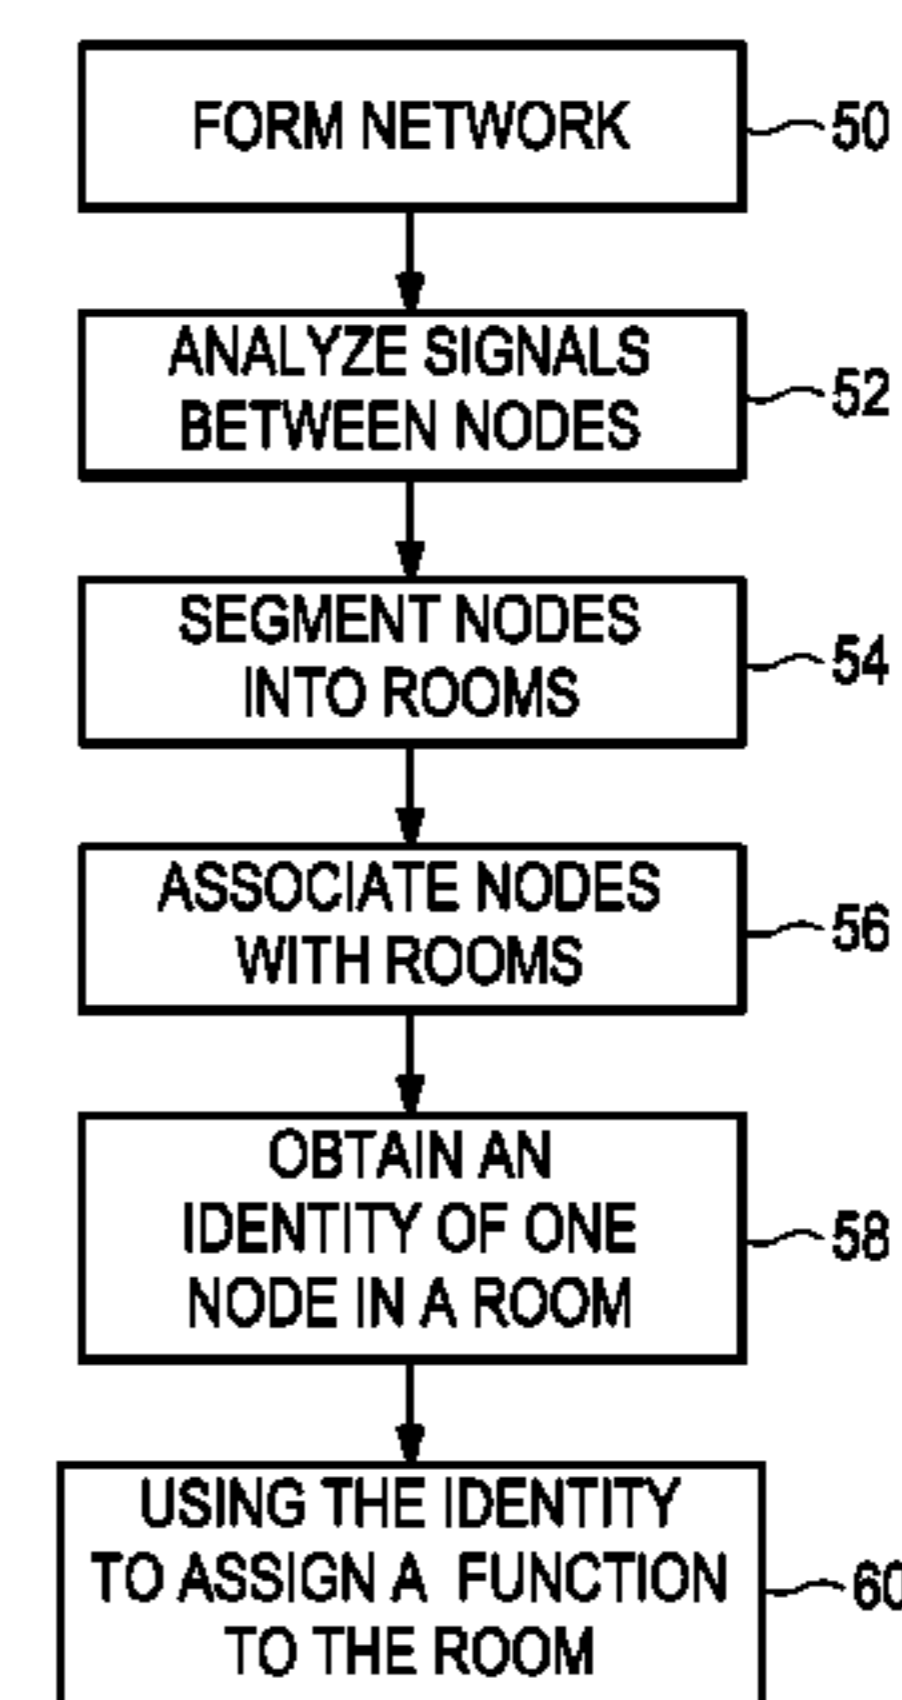 FORM NETWORK
50
ANALYZE SIGNALS
BETWEEN NODES
52
SEGMENT NODES
INTO ROOMS
54
ASSOCIATE NODES
WITH ROOMS
56
OBTAIN AN
IDENTITY OF ONE
NODE IN A ROOM
58
USING THE IDENTITY
TO ASSIGN A FUNCTION
TO THE ROOM
60